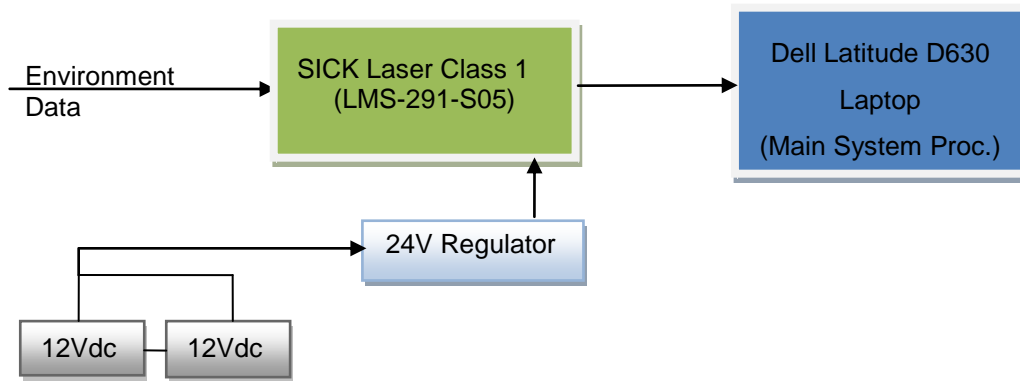 Environment
Data
SICK Laser Class 1
(LMS-291-S05)
Dell Latitude D630
Laptop
(Main System Proc.)
24V Regulator
12Vdc
12Vdc